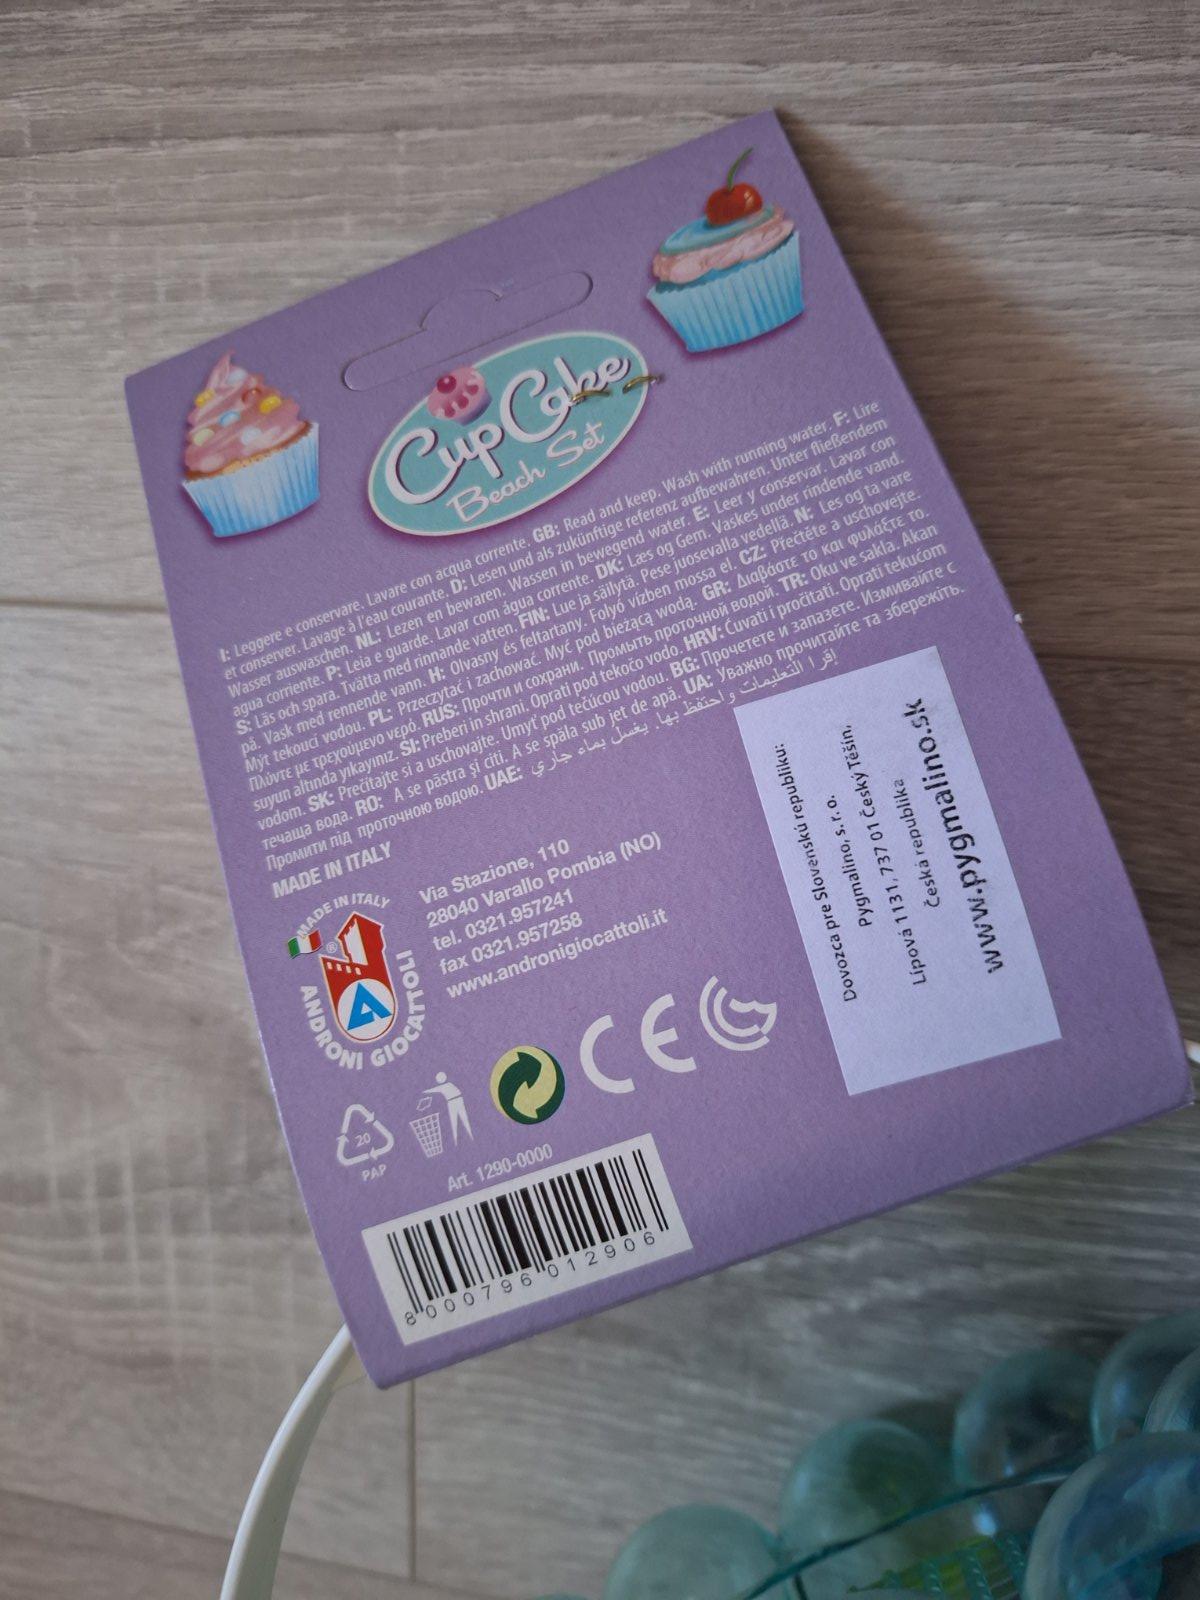 CupCake
Beach Set
I: Leggere e conservare. Lavare con acqua corrente. GB: Read and keep. Wash with running water. F: Lire
et conserver. Lavage à l'eau courante. D: Lesen und als zukünftige referenz aufbewahren. Unter fließendem
Wasser auswaschen. NL: Lezen en bewaren. Wassen in bewegend water. E: Leer y conservar. Lavar con
agua corriente. P: Leia e guarde. Lavar com água corrente. DK: Læs og Gem. Vaskes under rindende vand.
S: Läs och spara. Tvätta med rinnande vatten. FIN: Lue ja säilytä. Pese juosevalla vedellä. N: Les og ta vare
på. Vask med rennende vann. H: Olvasny és feltartany. Folyó vízben mossa el. CZ: Přečtěte a uschovejte.
Mýt tekoucí vodou. PL: Przeczytać i zachować. Myć pod bieżącą wodą. GR: Διαβάστε το και φυλάξτε το.
Πλύντε με τρεχούμενο νερό. RUS: Прочти и сохрани. Промыть проточной водой. TR: Oku ve sakla. Akan
suyun altinda yikayiniz. SI: Preberi in shrani. Oprati pod tekočo vodo. HRV: Čuvati i pročitati. Oprati tekućom
vodom. SK: Prečítajte si a uschovajte. Umyť pod tečúcou vodou. BG: Прочетете и запазете. Измивайте с
течаща вода. RO: A se păstra şi citi. A se spăla sub jet de apă. UA: Уважно прочитайте та збережіть.
Промити під проточною водою. UAE: إقرا التعليمات و احتفظ بها. يغسل بماء جاري
MADE IN ITALY
MADE IN ITALY
®
A
ANDRONI GIOCATTOLI
Via Stazione, 110
28040 Varallo Pombia (NO)
tel. 0321.957241
fax 0321.957258
www.andronigiocattoli.it
Dovozca pre Slovenskú republiku:
Pygmalino, s. r. o.
Lípová 1131, 737 01 Český Těšín,
Česká republika
www.pygmalino.sk
CE
20
PAP
Art. 1290-0000
8 000796 012906